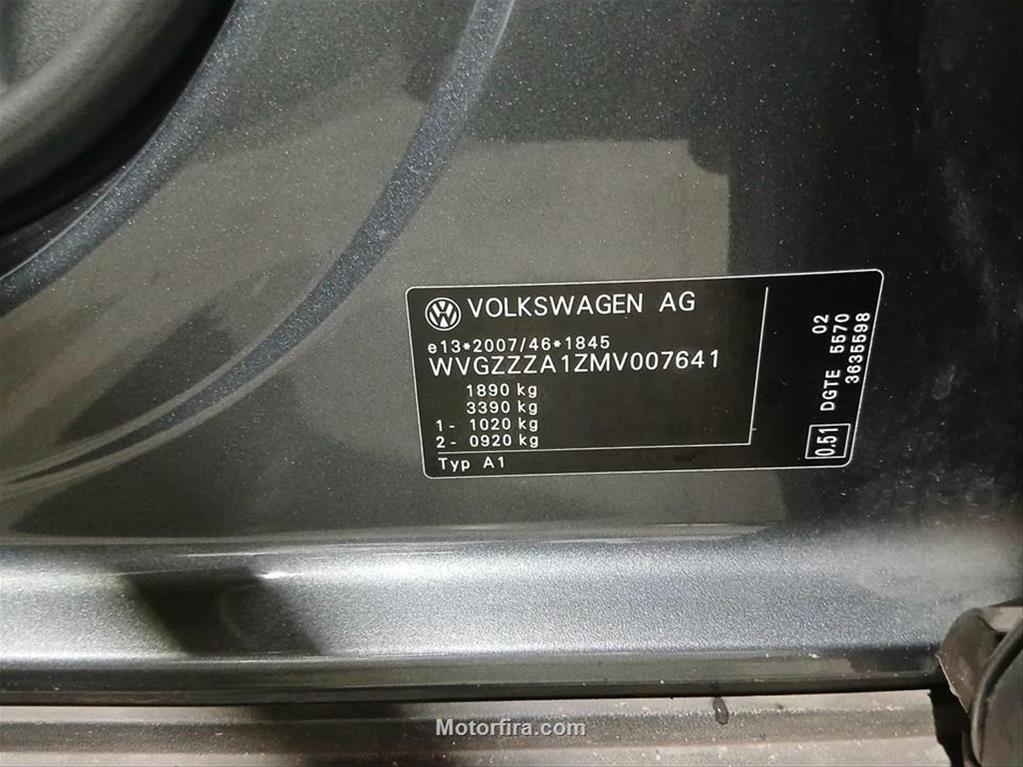 VOLKSWAGEN AG
e13*2007/46*1845
WVGZZZA1ZMV007641
1890 kg
3390 kg
1- 1020 kg
2- 0920 kg
Typ A1
02
DGTE 5570
0.51 3635598
Motorfira.com